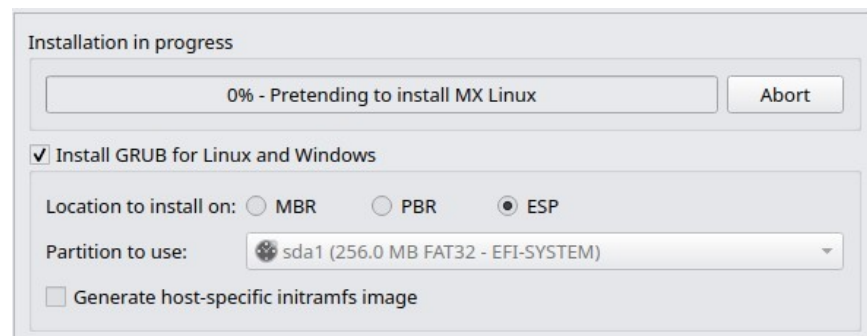 Installation in progress
0% - Pretending to install MX Linux Abort
Install GRUB for Linux and Windows
Location to install on: MBR PBR ESP
Partition to use: sda1 (256.0 MB FAT32 - EFI-SYSTEM)
Generate host-specific initramfs image